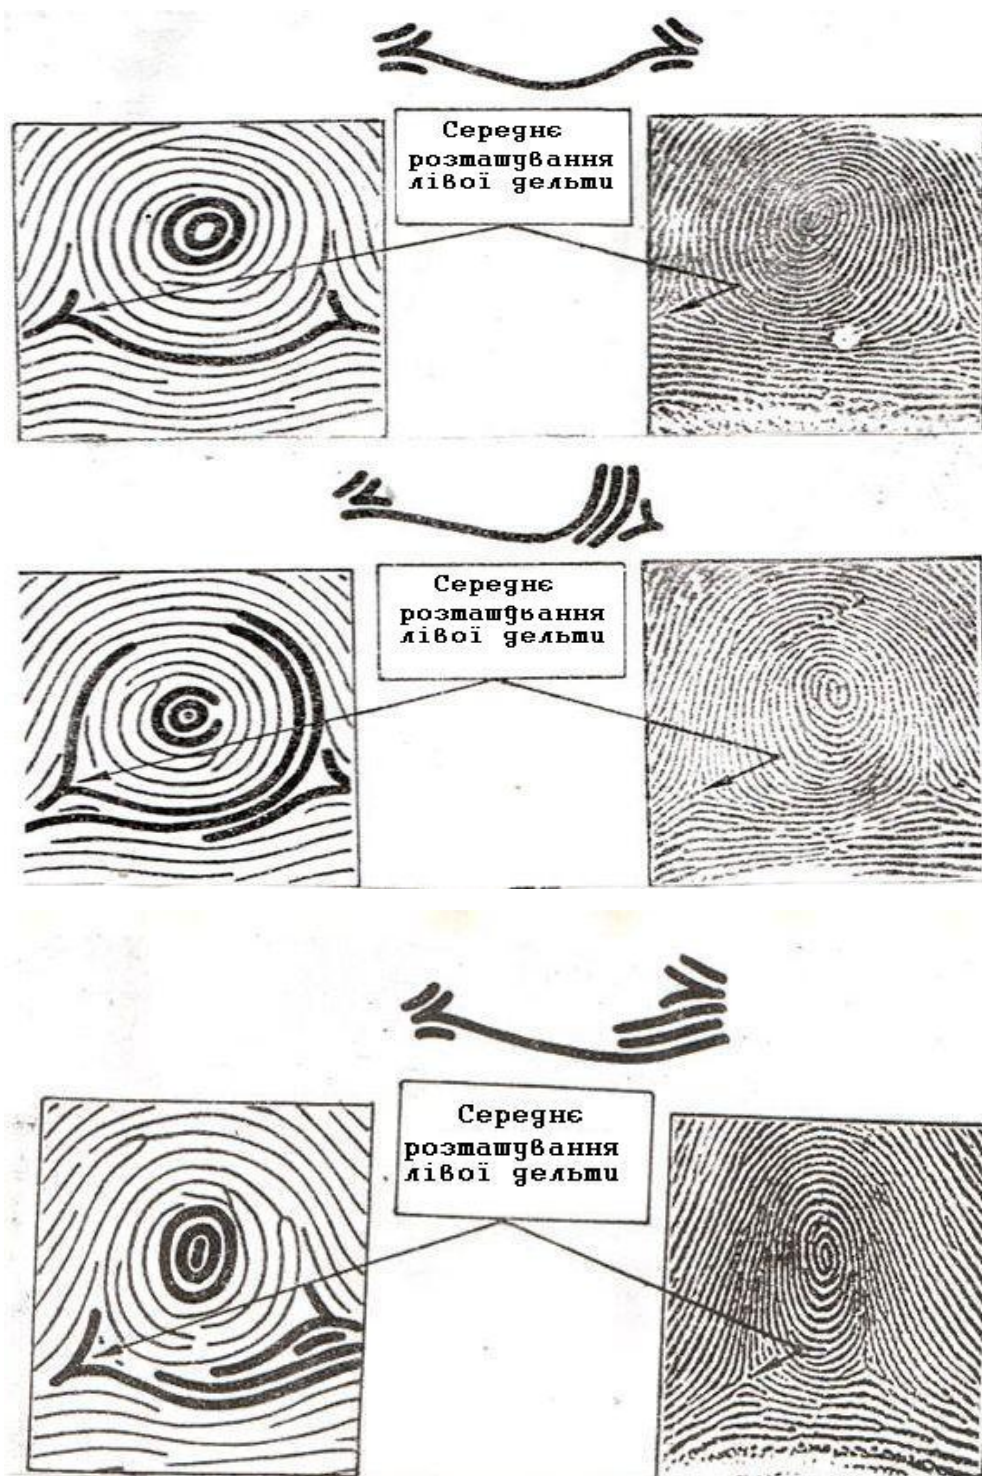 Середнє
розташування
лівої дельти
Середнє
розташування
лівої дельти
Середнє
розташування
лівої дельти